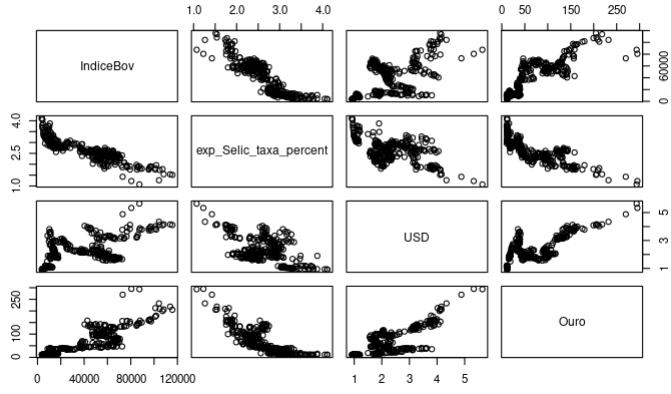 1.0 2.0 3.0 4.0
0 50 150 250
IndiceBov
0 60000
1.0 2.5 4.0
exp_Selic_taxa_percent
USD
1 3 5
0 100 250
Ouro
0 40000 80000 120000
1 2 3 4 5